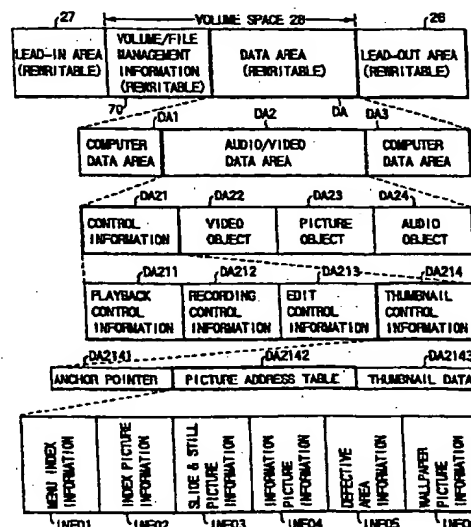 27
VOLUME SPACE 28
26
LEAD-IN AREA
(REWRITABLE)
VOLUME/FILE
MANAGEMENT
INFORMATION
(REWRITABLE)
DATA AREA
(REWRITABLE)
LEAD-OUT AREA
(REWRITABLE)
70
DA
DA1
DA2
DA3
COMPUTER
DATA AREA
AUDIO/VIDEO
DATA AREA
COMPUTER
DATA AREA
DA21
DA22
DA23
DA24
CONTROL
INFORMATION
VIDEO
OBJECT
PICTURE
OBJECT
AUDIO
OBJECT
DA211
DA212
DA213
DA214
PLAYBACK
CONTROL
INFORMATION
RECORDING
CONTROL
INFORMATION
EDIT
CONTROL
INFORMATION
THUMBNAIL
CONTROL
INFORMATION
DA2141
DA2142
DA2143
ANCHOR POINTER
PICTURE ADDRESS TABLE
THUMBNAIL DATA
MENU INDEX
INFORMATION
INDEX PICTURE
INFORMATION
SLIDE & STILL
PICTURE
INFORMATION
INFORMATION
PICTURE
INFORMATION
DEFECTIVE
AREA
INFORMATION
WALLPAPER
PICTURE
INFORMATION
INFO1
INFO2
INFO3
INFO4
INFO5